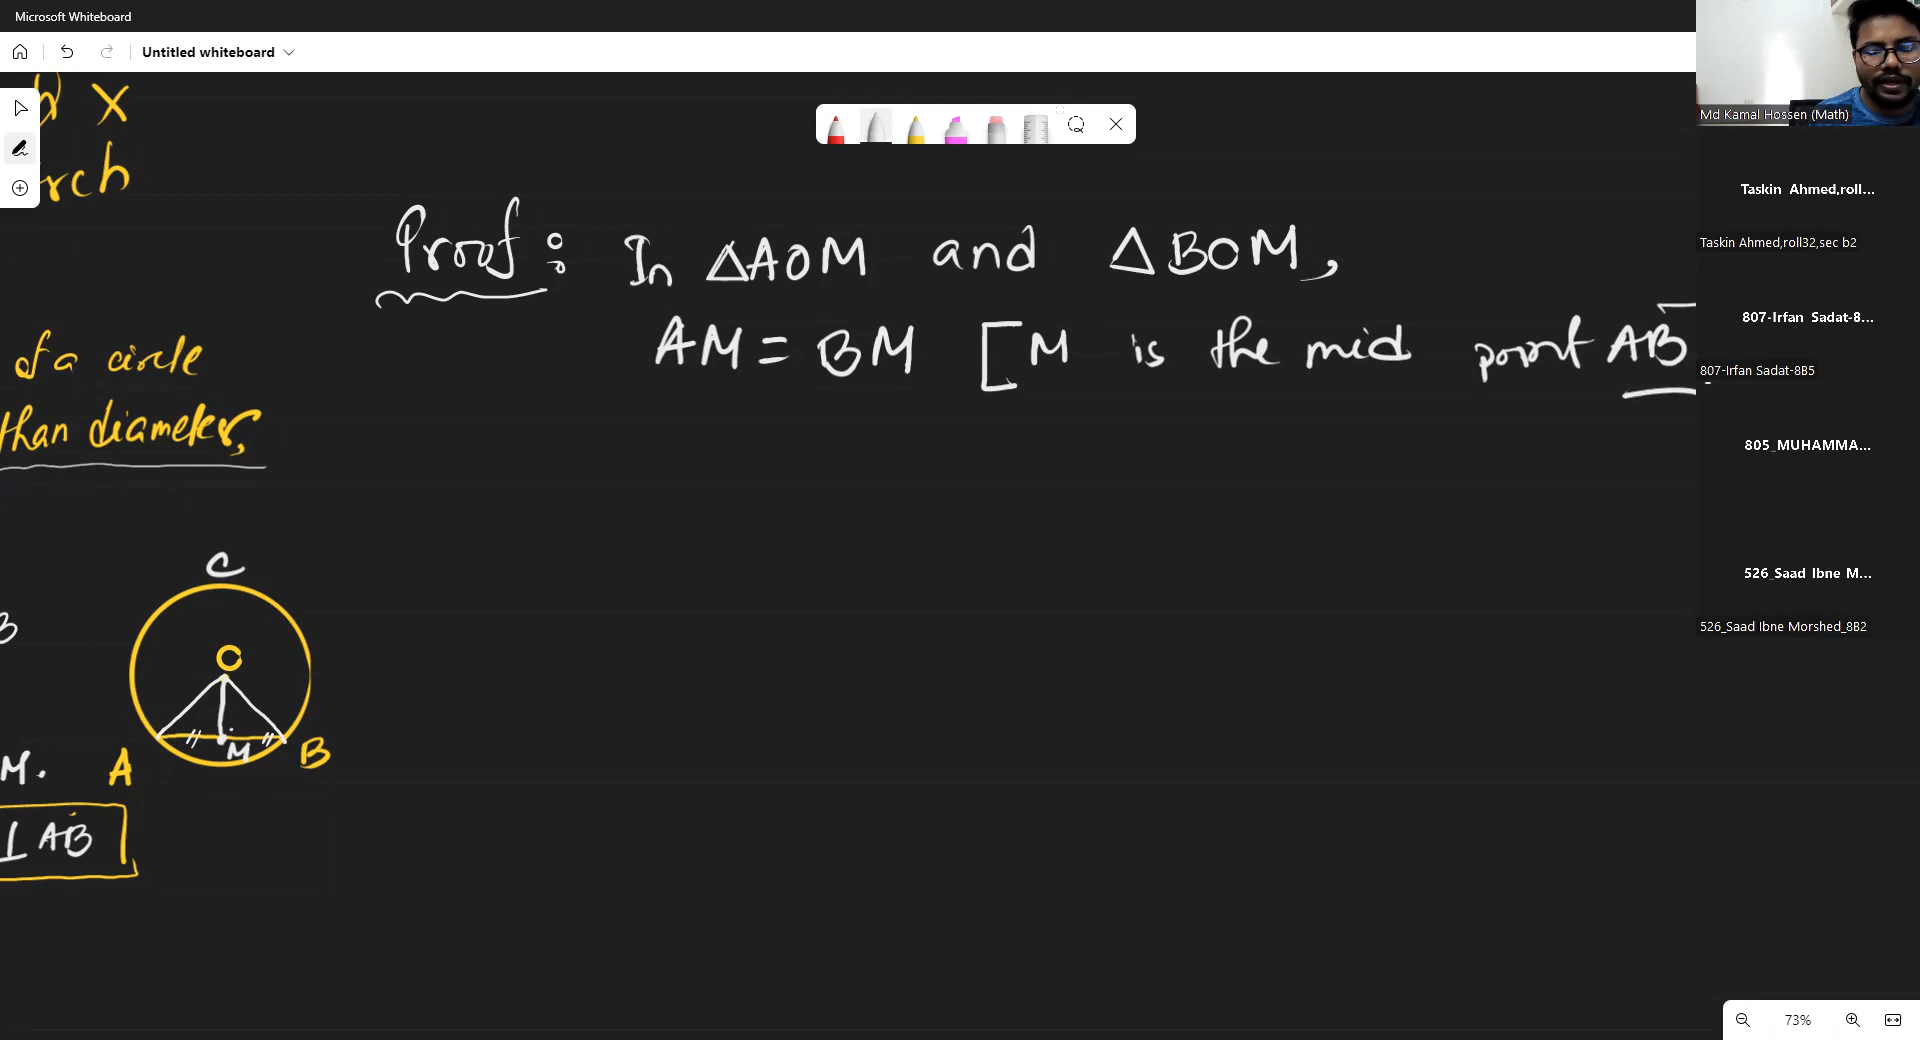 Microsoft Whiteboard
Untitled whiteboard
X
rch
of a circle
than diameter,
Proof: In △AOM and △BOM,
AM = BM [M is the mid point AB
C
O
M
A
B
M.
⊥ AB
Md Kamal Hossen (Math)
Taskin Ahmed,roll...
Taskin Ahmed,roll32,sec b2
807-Irfan Sadat-8...
807-Irfan Sadat-8B5
805_MUHAMMA...
526_Saad Ibne M...
526_Saad Ibne Morshed_8B2
73%